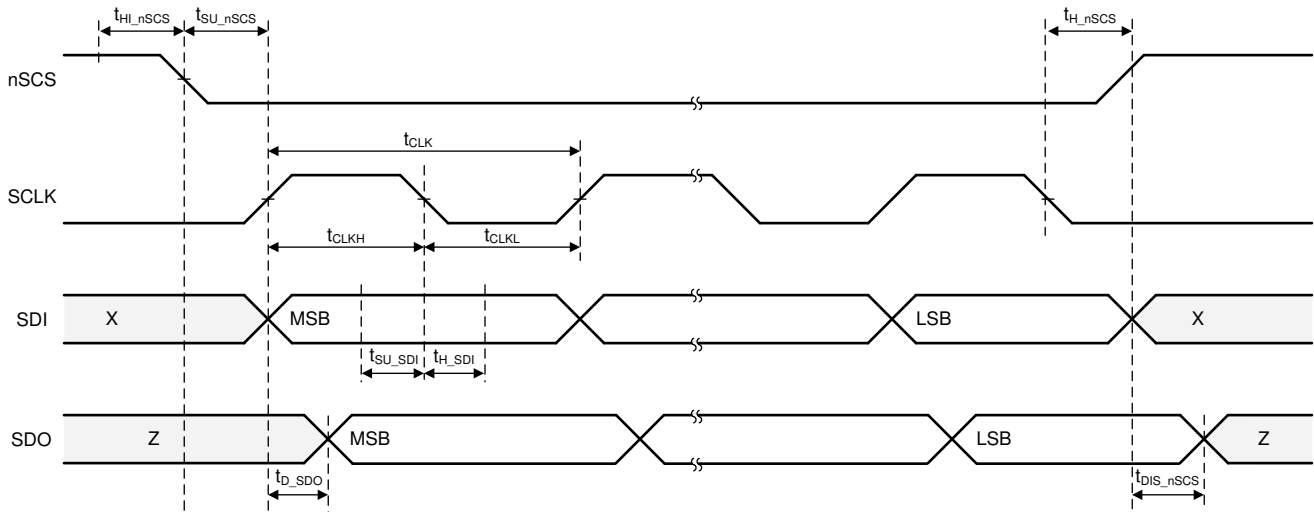 tHI_nSCS tSU_nSCS tH_nSCS
nSCS
tCLK
SCLK
tCLKH tCLKL
SDI X MSB LSB X
tSU_SDI tH_SDI
SDO Z MSB LSB Z
tD_SDO tDIS_nSCS